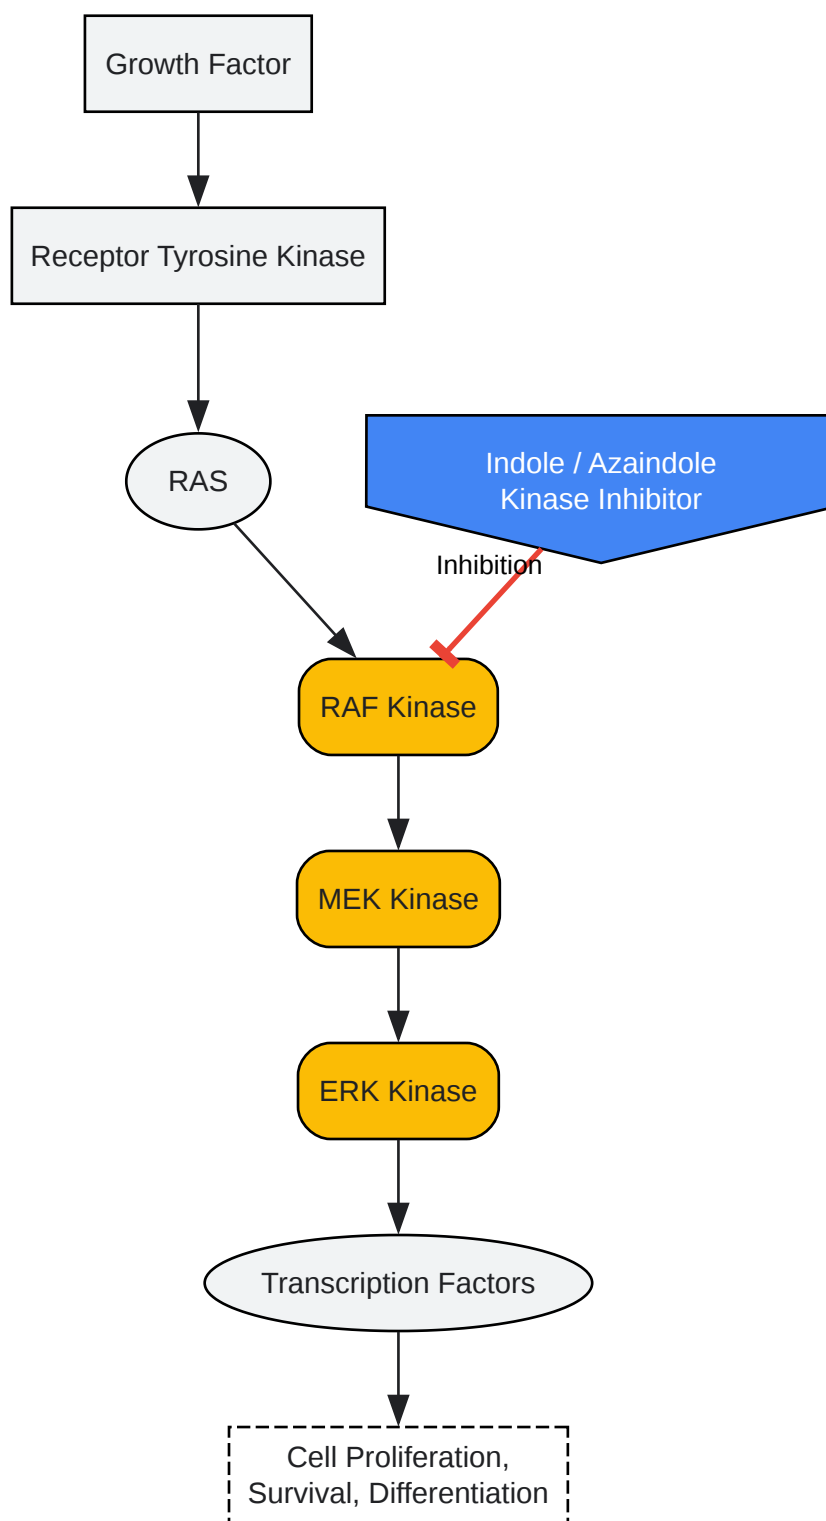 Growth Factor
Receptor Tyrosine Kinase
RAS
Indole / Azaindole
Kinase Inhibitor
Inhibition
RAF Kinase
MEK Kinase
ERK Kinase
Transcription Factors
Cell Proliferation,
Survival, Differentiation